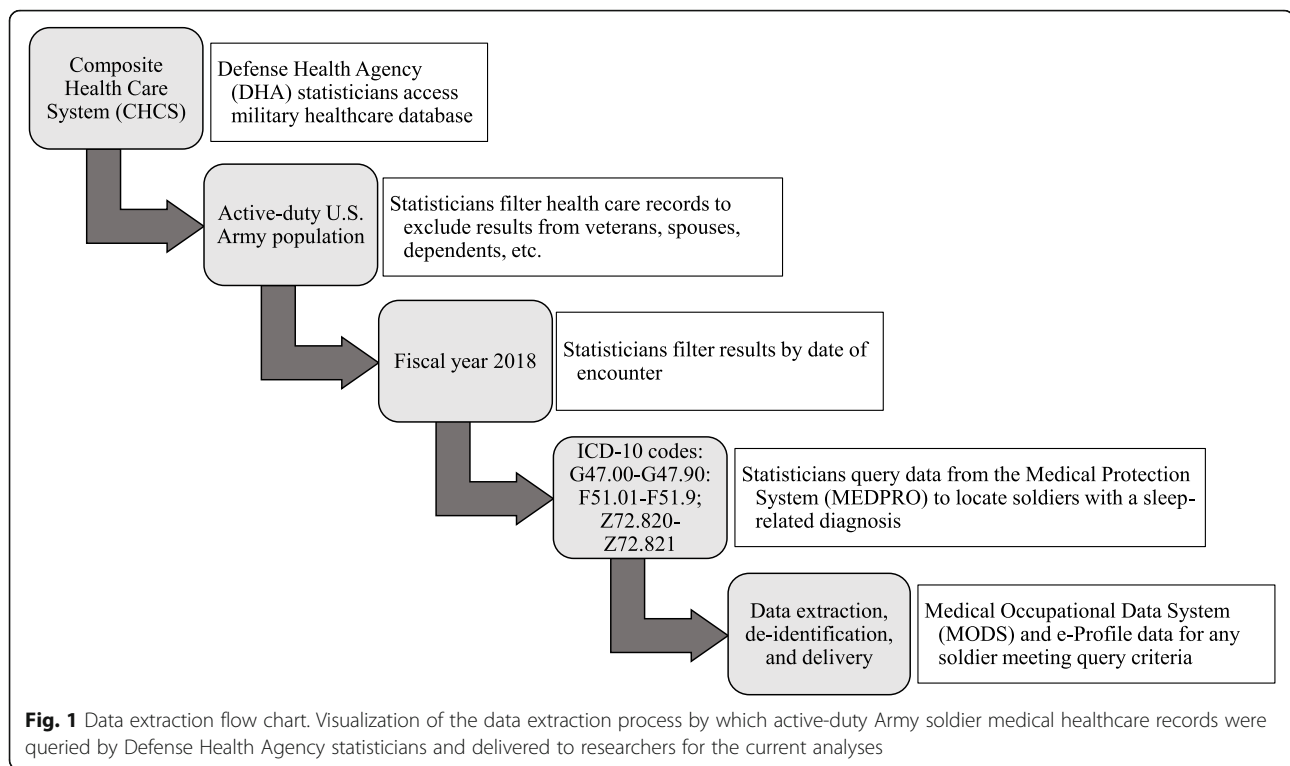 Composite
Health Care
System (CHCS)
Defense Health Agency
(DHA) statisticians access
military healthcare database
Active-duty U.S.
Army population
Statisticians filter health care records to
exclude results from veterans, spouses,
dependents, etc.
Fiscal year 2018
Statisticians filter results by date of
encounter
ICD-10 codes:
G47.00-G47.90:
F51.01-F51.9;
Z72.820-
Z72.821
Statisticians query data from the Medical Protection
System (MEDPRO) to locate soldiers with a sleep-
related diagnosis
Data extraction,
de-identification,
and delivery
Medical Occupational Data System
(MODS) and e-Profile data for any
soldier meeting query criteria
Fig. 1 Data extraction flow chart. Visualization of the data extraction process by which active-duty Army soldier medical healthcare records were
queried by Defense Health Agency statisticians and delivered to researchers for the current analyses